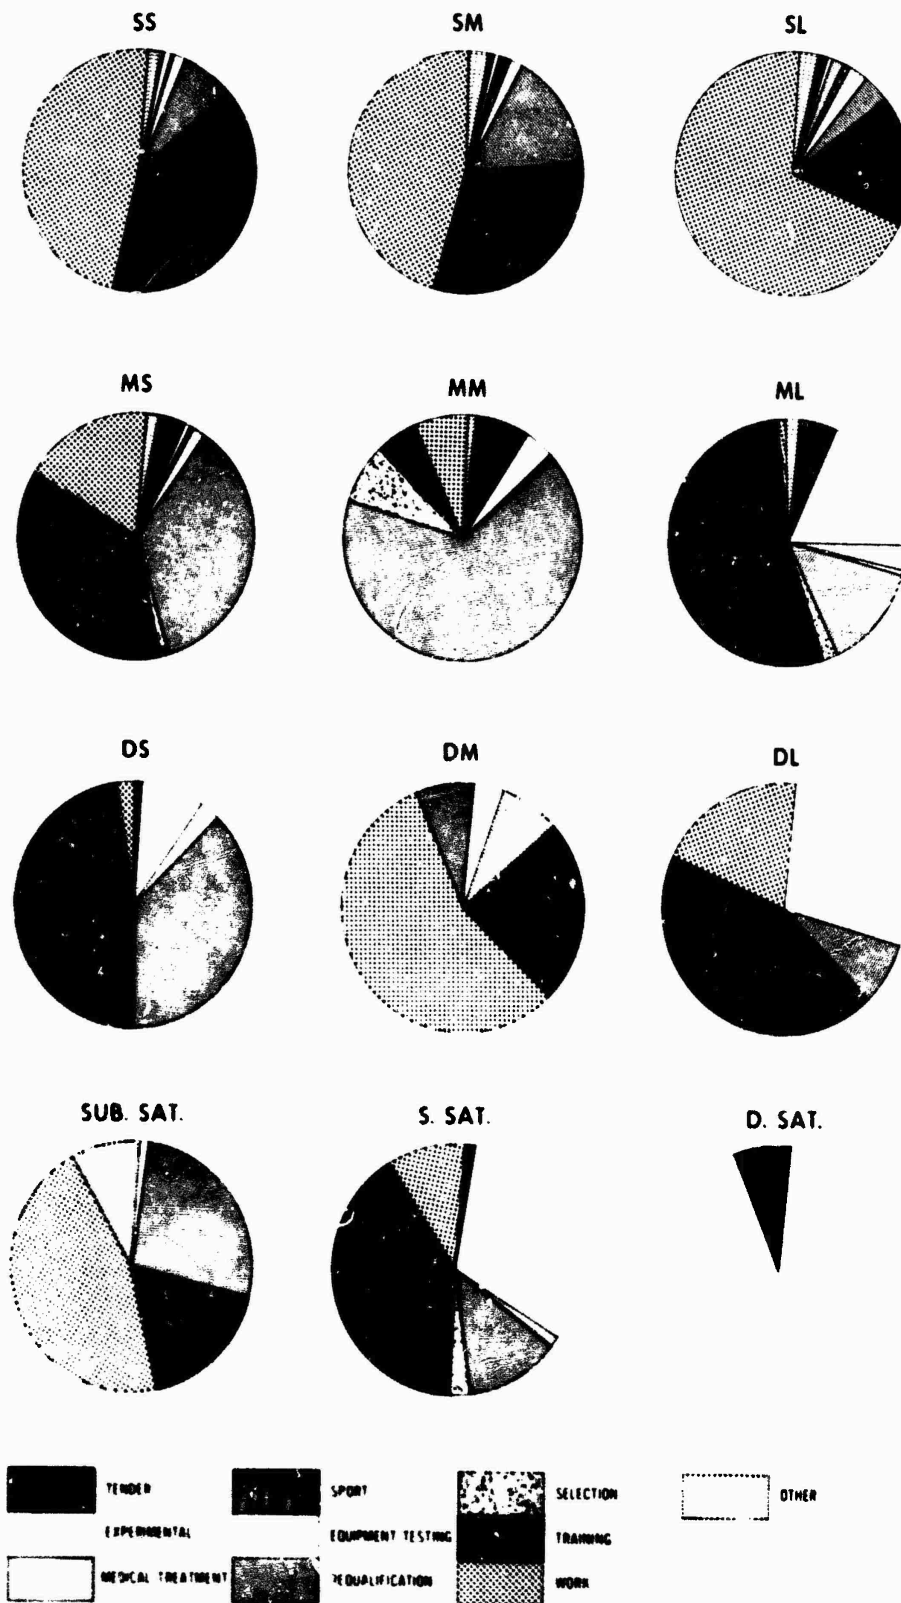 SS SM SL
MS MM ML
DS DM DL
SUB. SAT. S. SAT. D. SAT.
TENDER SPORT SELECTION OTHER
EXPERIMENTAL EQUIPMENT TESTING TRAINING
MEDICAL TREATMENT REQUALIFICATION WORK